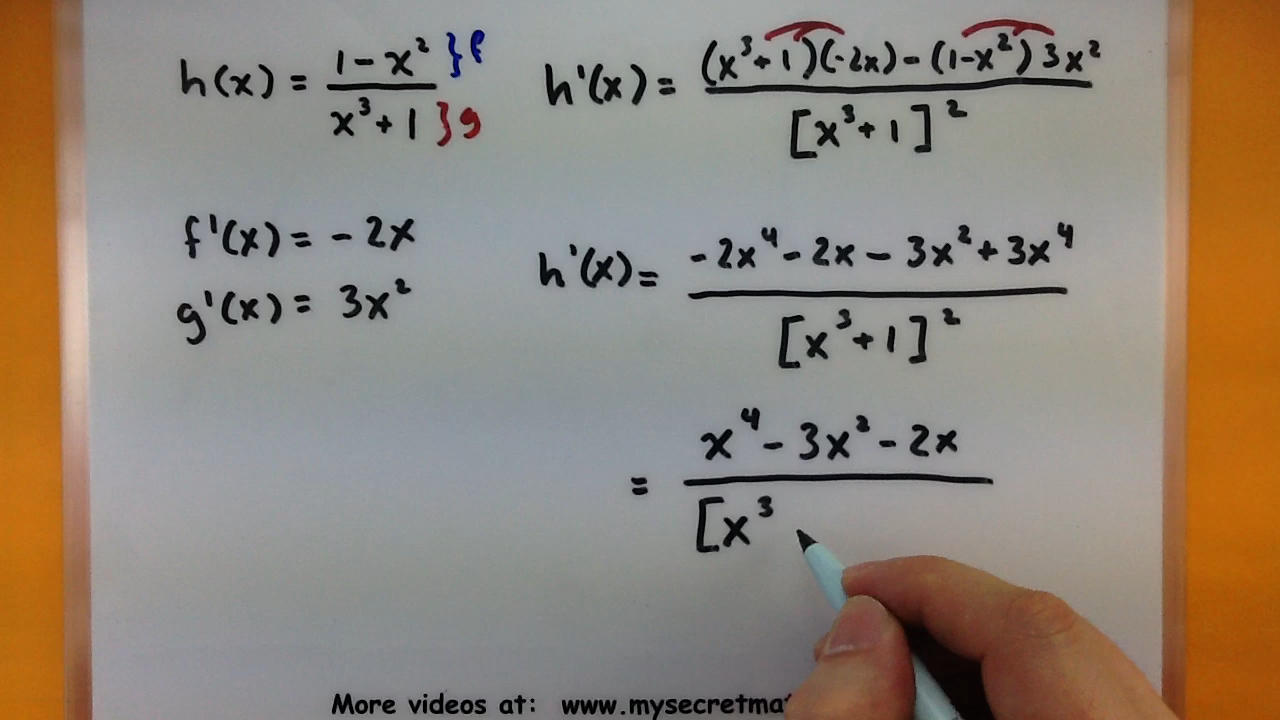 h(x) = (1 - x²)/(x³ + 1) } f } g
f'(x) = - 2x
g'(x) = 3x²
h'(x) = ((x³ + 1)(-2x) - (1 - x²) 3x²)/[x³ + 1]²
h'(x) = (-2x⁴ - 2x - 3x² + 3x⁴)/[x³ + 1]²
= (x⁴ - 3x² - 2x)/[x³
More videos at: www.mysecretma